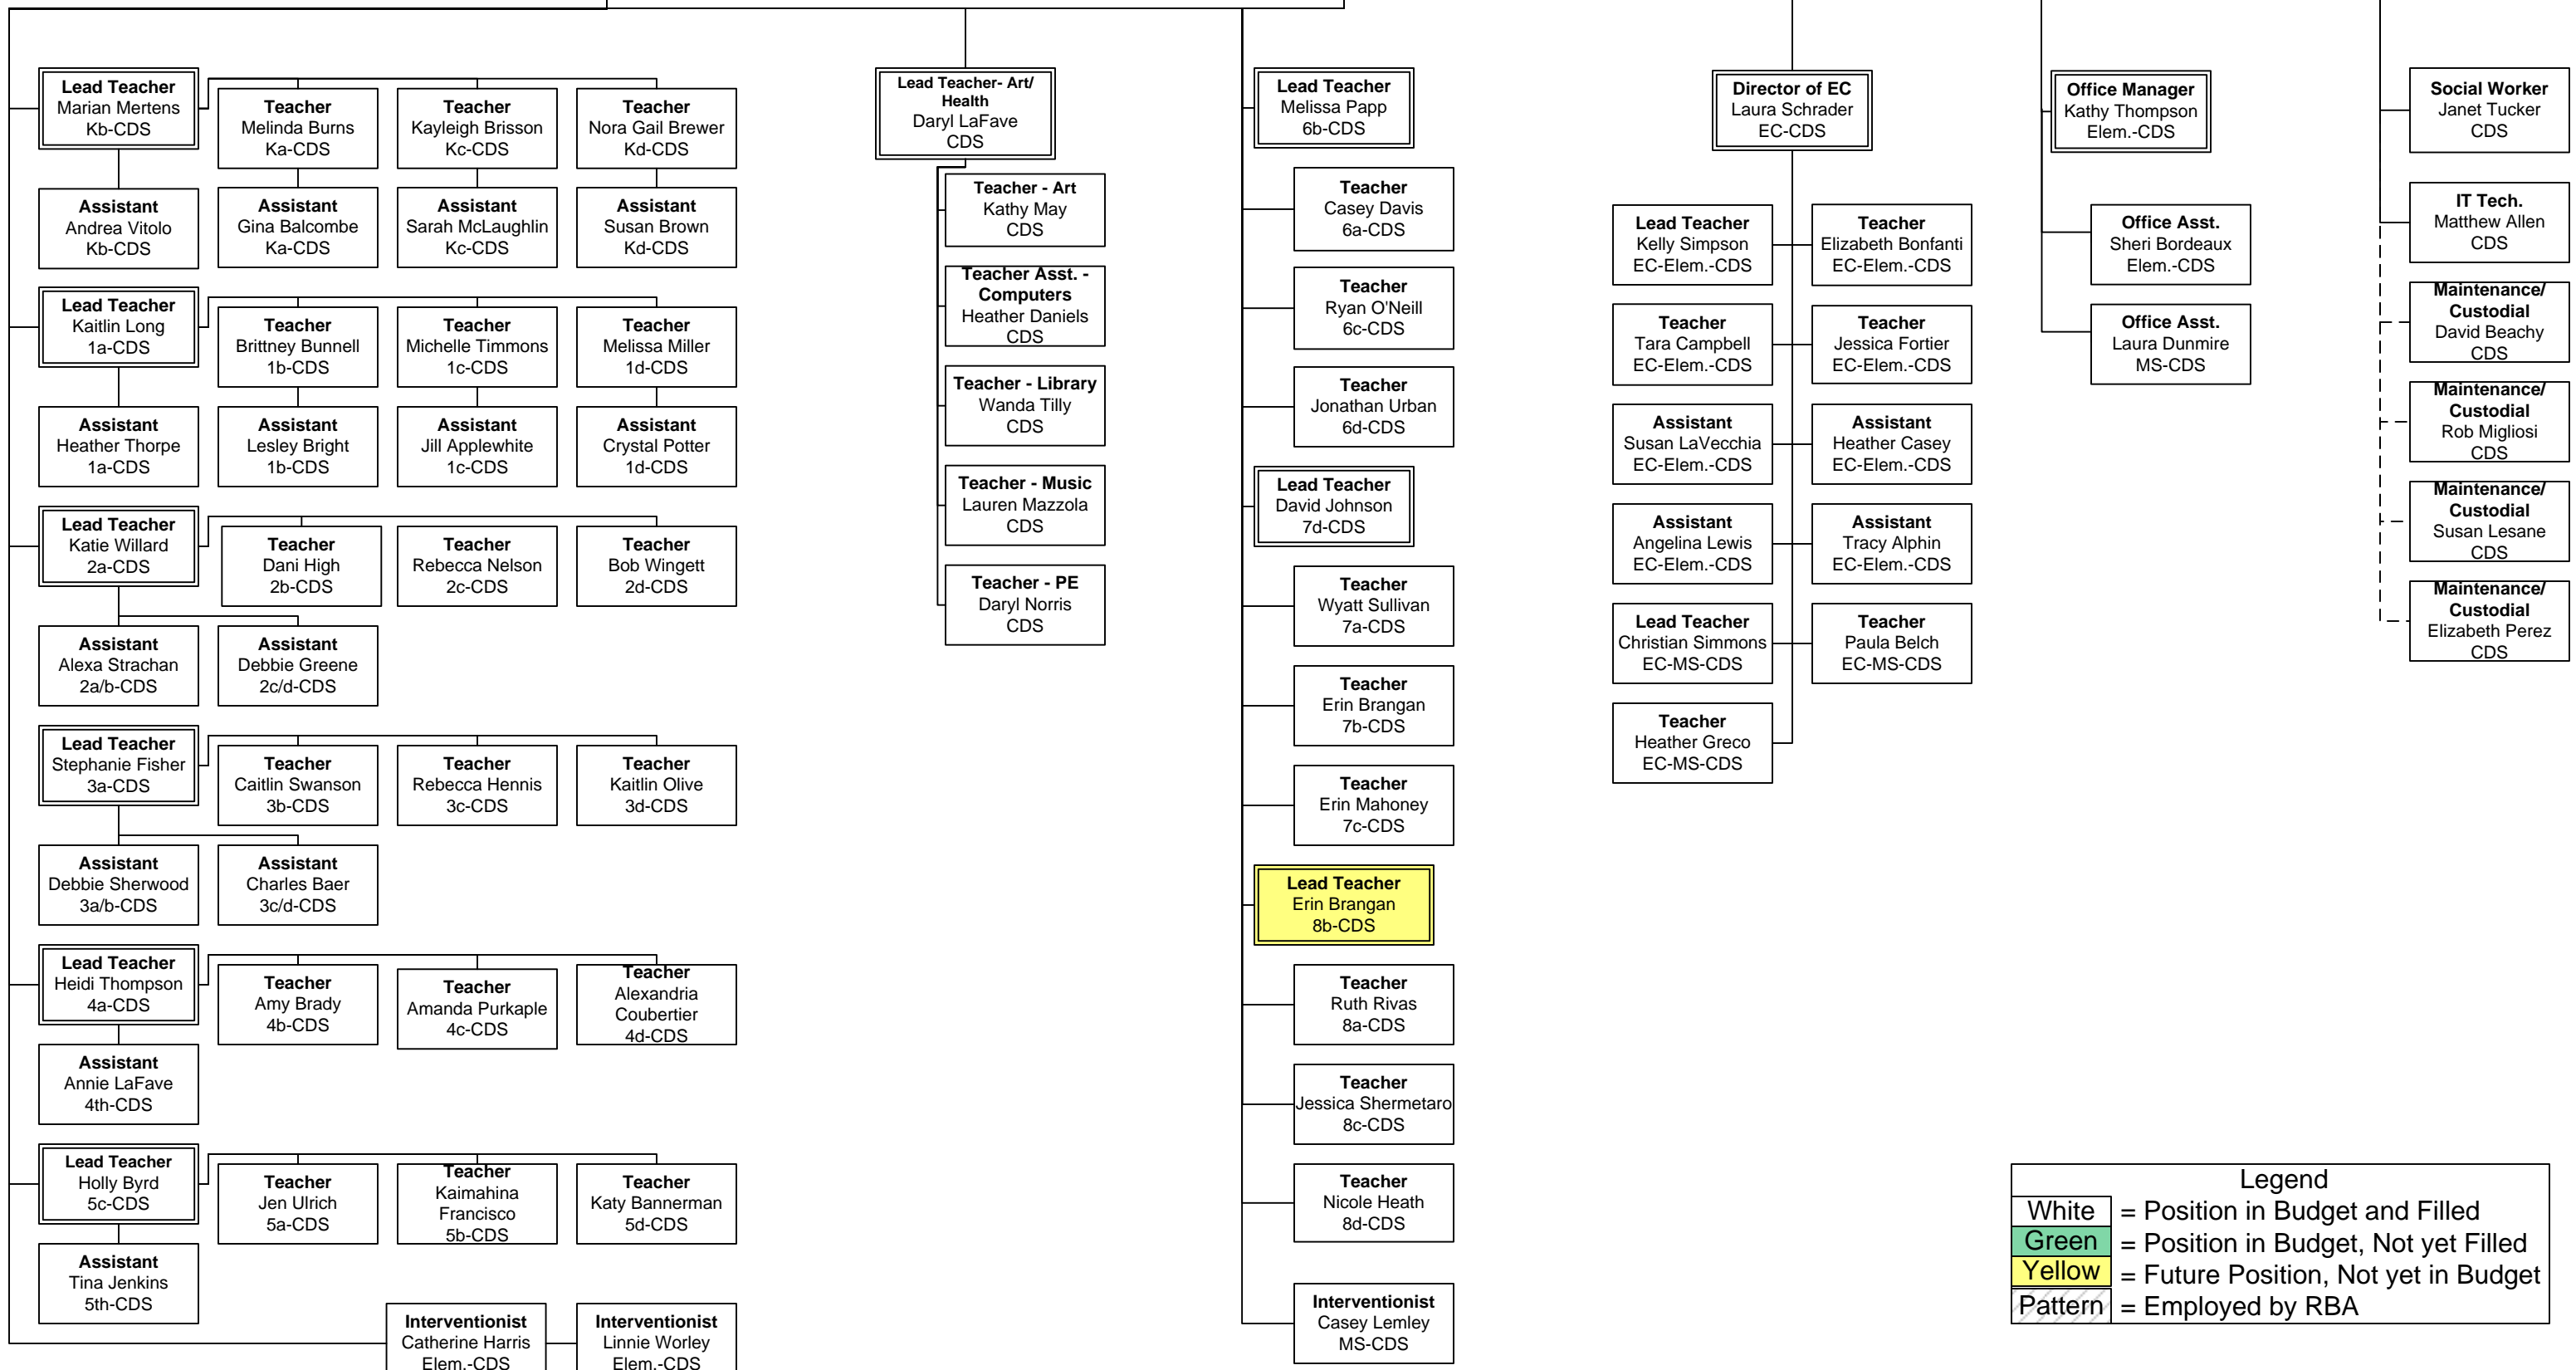 Lead Teacher
Marian Mertens
Kb-CDS
Teacher
Melinda Burns
Ka-CDS
Teacher
Kayleigh Brisson
Kc-CDS
Teacher
Nora Gail Brewer
Kd-CDS
Assistant
Andrea Vitolo
Kb-CDS
Assistant
Gina Balcombe
Ka-CDS
Assistant
Sarah McLaughlin
Kc-CDS
Assistant
Susan Brown
Kd-CDS
Lead Teacher
Kaitlin Long
1a-CDS
Teacher
Brittney Bunnell
1b-CDS
Teacher
Michelle Timmons
1c-CDS
Teacher
Melissa Miller
1d-CDS
Assistant
Heather Thorpe
1a-CDS
Assistant
Lesley Bright
1b-CDS
Assistant
Jill Applewhite
1c-CDS
Assistant
Crystal Potter
1d-CDS
Lead Teacher
Katie Willard
2a-CDS
Teacher
Dani High
2b-CDS
Teacher
Rebecca Nelson
2c-CDS
Teacher
Bob Wingett
2d-CDS
Assistant
Alexa Strachan
2a/b-CDS
Assistant
Debbie Greene
2c/d-CDS
Lead Teacher
Stephanie Fisher
3a-CDS
Teacher
Caitlin Swanson
3b-CDS
Teacher
Rebecca Hennis
3c-CDS
Teacher
Kaitlin Olive
3d-CDS
Assistant
Debbie Sherwood
3a/b-CDS
Assistant
Charles Baer
3c/d-CDS
Lead Teacher
Heidi Thompson
4a-CDS
Teacher
Amy Brady
4b-CDS
Teacher
Amanda Purkaple
4c-CDS
Teacher
Alexandria
Coubertier
4d-CDS
Assistant
Annie LaFave
4th-CDS
Lead Teacher
Holly Byrd
5c-CDS
Teacher
Jen Ulrich
5a-CDS
Teacher
Kaimahina
Francisco
5b-CDS
Teacher
Katy Bannerman
5d-CDS
Assistant
Tina Jenkins
5th-CDS
Interventionist
Catherine Harris
Elem.-CDS
Interventionist
Linnie Worley
Elem.-CDS
Lead Teacher- Art/
Health
Daryl LaFave
CDS
Teacher - Art
Kathy May
CDS
Teacher Asst. -
Computers
Heather Daniels
CDS
Teacher - Library
Wanda Tilly
CDS
Teacher - Music
Lauren Mazzola
CDS
Teacher - PE
Daryl Norris
CDS
Lead Teacher
Melissa Papp
6b-CDS
Teacher
Casey Davis
6a-CDS
Teacher
Ryan O'Neill
6c-CDS
Teacher
Jonathan Urban
6d-CDS
Lead Teacher
David Johnson
7d-CDS
Teacher
Wyatt Sullivan
7a-CDS
Teacher
Erin Brangan
7b-CDS
Teacher
Erin Mahoney
7c-CDS
Lead Teacher
Erin Brangan
8b-CDS
Teacher
Ruth Rivas
8a-CDS
Teacher
Jessica Shermetaro
8c-CDS
Teacher
Nicole Heath
8d-CDS
Interventionist
Casey Lemley
MS-CDS
Director of EC
Laura Schrader
EC-CDS
Lead Teacher
Kelly Simpson
EC-Elem.-CDS
Teacher
Elizabeth Bonfanti
EC-Elem.-CDS
Teacher
Tara Campbell
EC-Elem.-CDS
Teacher
Jessica Fortier
EC-Elem.-CDS
Assistant
Susan LaVecchia
EC-Elem.-CDS
Assistant
Heather Casey
EC-Elem.-CDS
Assistant
Angelina Lewis
EC-Elem.-CDS
Assistant
Tracy Alphin
EC-Elem.-CDS
Lead Teacher
Christian Simmons
EC-MS-CDS
Teacher
Paula Belch
EC-MS-CDS
Teacher
Heather Greco
EC-MS-CDS
Office Manager
Kathy Thompson
Elem.-CDS
Office Asst.
Sheri Bordeaux
Elem.-CDS
Office Asst.
Laura Dunmire
MS-CDS
Social Worker
Janet Tucker
CDS
IT Tech.
Matthew Allen
CDS
Maintenance/
Custodial
David Beachy
CDS
Maintenance/
Custodial
Rob Migliosi
CDS
Maintenance/
Custodial
Susan Lesane
CDS
Maintenance/
Custodial
Elizabeth Perez
CDS
Legend
White = Position in Budget and Filled
Green = Position in Budget, Not yet Filled
Yellow = Future Position, Not yet in Budget
Pattern = Employed by RBA